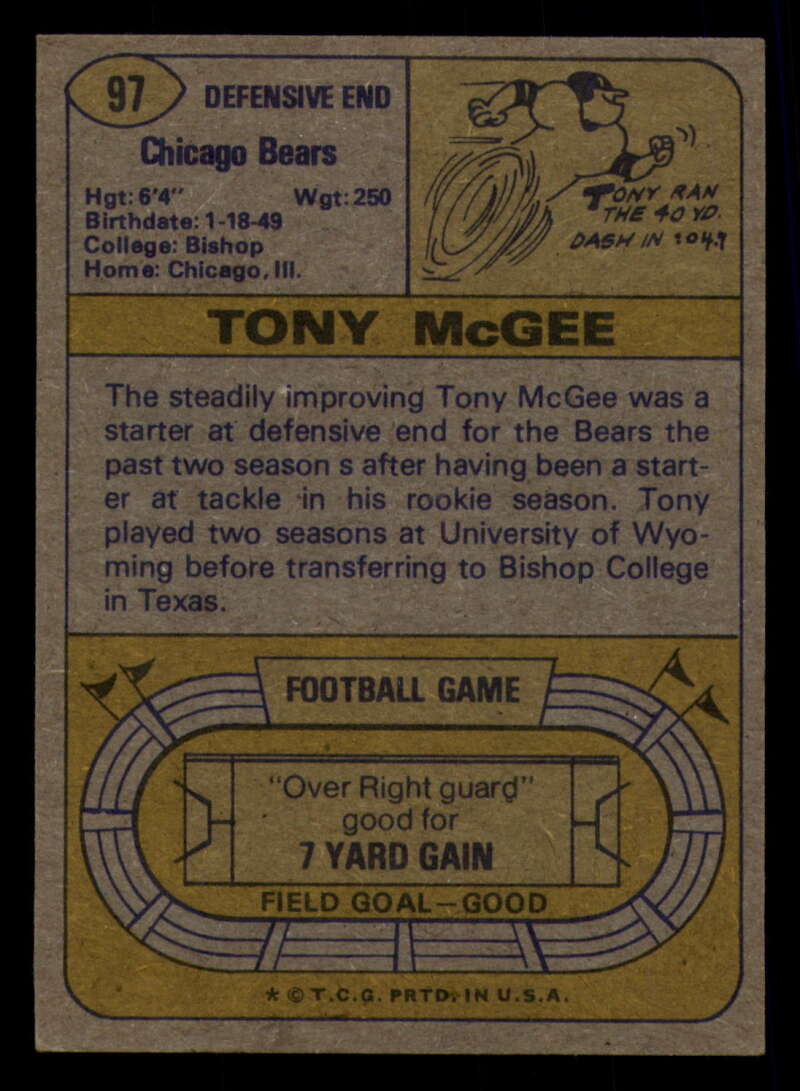 97
DEFENSIVE END
Chicago Bears
Hgt: 6'4" Wgt: 250
Birthdate: 1-18-49
College: Bishop
Home: Chicago, Ill.
TONY RAN
THE 40 YD.
DASH IN :04.9
TONY McGEE
The steadily improving Tony McGee was a
starter at defensive end for the Bears the
past two season s after having been a start-
er at tackle in his rookie season. Tony
played two seasons at University of Wyo-
ming before transferring to Bishop College
in Texas.
FOOTBALL GAME
"Over Right guard"
good for
7 YARD GAIN
FIELD GOAL—GOOD
* © T.C.G. PRTD. IN U.S.A.